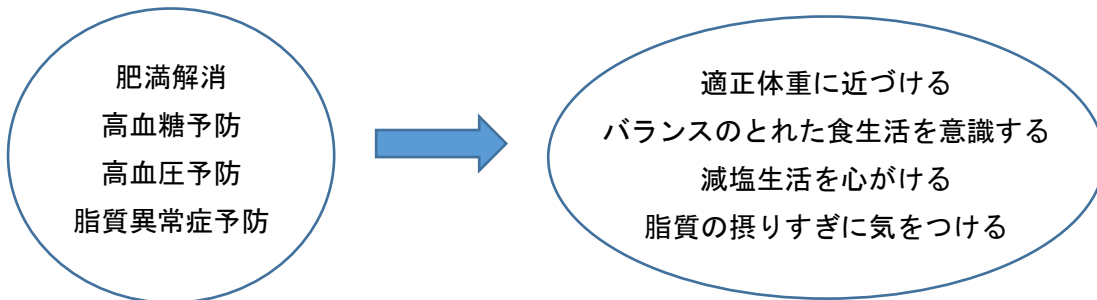 肥満解消
高血糖予防
高血圧予防
脂質異常症予防
適正体重に近づける
バランスのとれた食生活を意識する
減塩生活を心がける
脂質の摂りすぎに気をつける